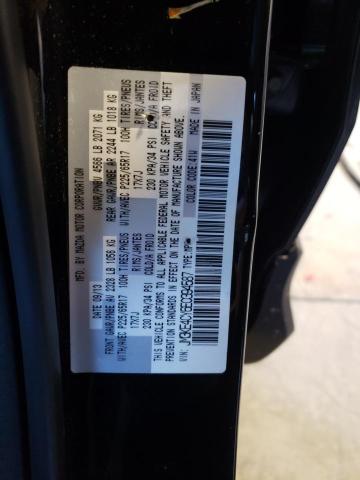 MFD. BY MAZDA MOTOR CORPORATION
DATE 09/13 GVWR/PNBV 4566 LB 2071 KG
FRONT GAWR/PNBE AV 2328 LB 1056 KG REAR GAWR/PNBE AR 2244 LB 1018 KG
WITH/AVEC P225/65R17 100H TIRES/PNEUS WITH/AVEC P225/65R17 100H TIRES/PNEUS
17X7J RIMS/JANTES 17X7J RIMS/JANTES
230 KPA/34 PSI COLD/A FROID 230 KPA/34 PSI COLD/A FROID
THIS VEHICLE CONFORMS TO ALL APPLICABLE FEDERAL MOTOR VEHICLE SAFETY AND THEFT
PREVENTION STANDARDS IN EFFECT ON THE DATE OF MANUFACTURE SHOWN ABOVE.
VIN: TYPE:MPV
COLOR CODE: 41W MADE IN JAPAN